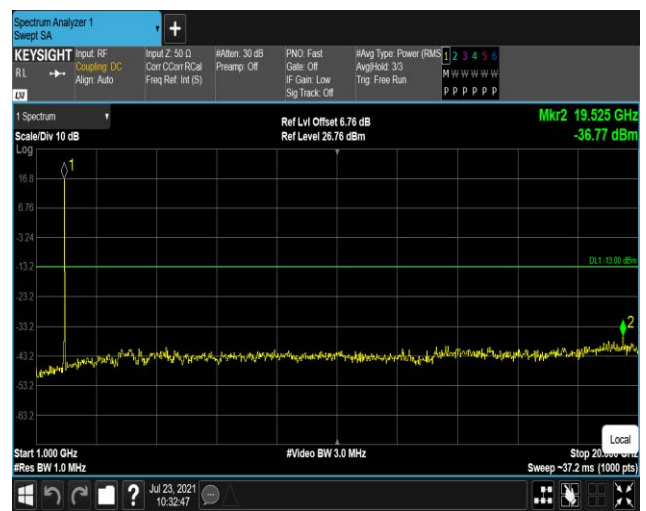 Spectrum Analyzer 1
Swept SA
+
KEYSIGHT Input: RF Input Z: 50 Ω #Atten: 30 dB PNO: Fast #Avg Type: Power (RMS 1 2 3 4 5 6
RL Coupling: DC Corr CCorr RCal Preamp: Off Gate: Off Avg|Hold: 3/3 M W W W W W
Align: Auto Freq Ref: Int (S) IF Gain: Low Trig: Free Run
Sig Track: Off P P P P P P
LXI
1 Spectrum
Ref Lvl Offset 6.76 dB Mkr2 19.525 GHz
Scale/Div 10 dB Ref Level 26.76 dBm -36.77 dBm
Log
1
16.8
6.76
-3.24
-13.2 DL1 -13.00 dBm
-23.2
-33.2 2
-43.2
-53.2
-63.2
Local
Start 1.000 GHz #Video BW 3.0 MHz Stop 20.000 GHz
#Res BW 1.0 MHz Sweep ~37.2 ms (1000 pts)
? Jul 23, 2021
10:32:47